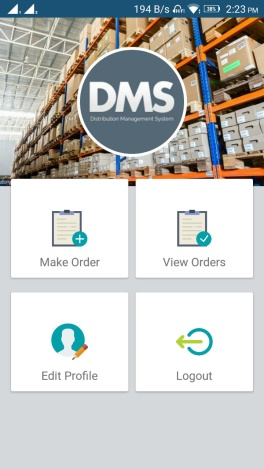 194 B/s 38% 2:23 PM
DMS
Distribution Management System
Make Order
View Orders
Edit Profile
Logout